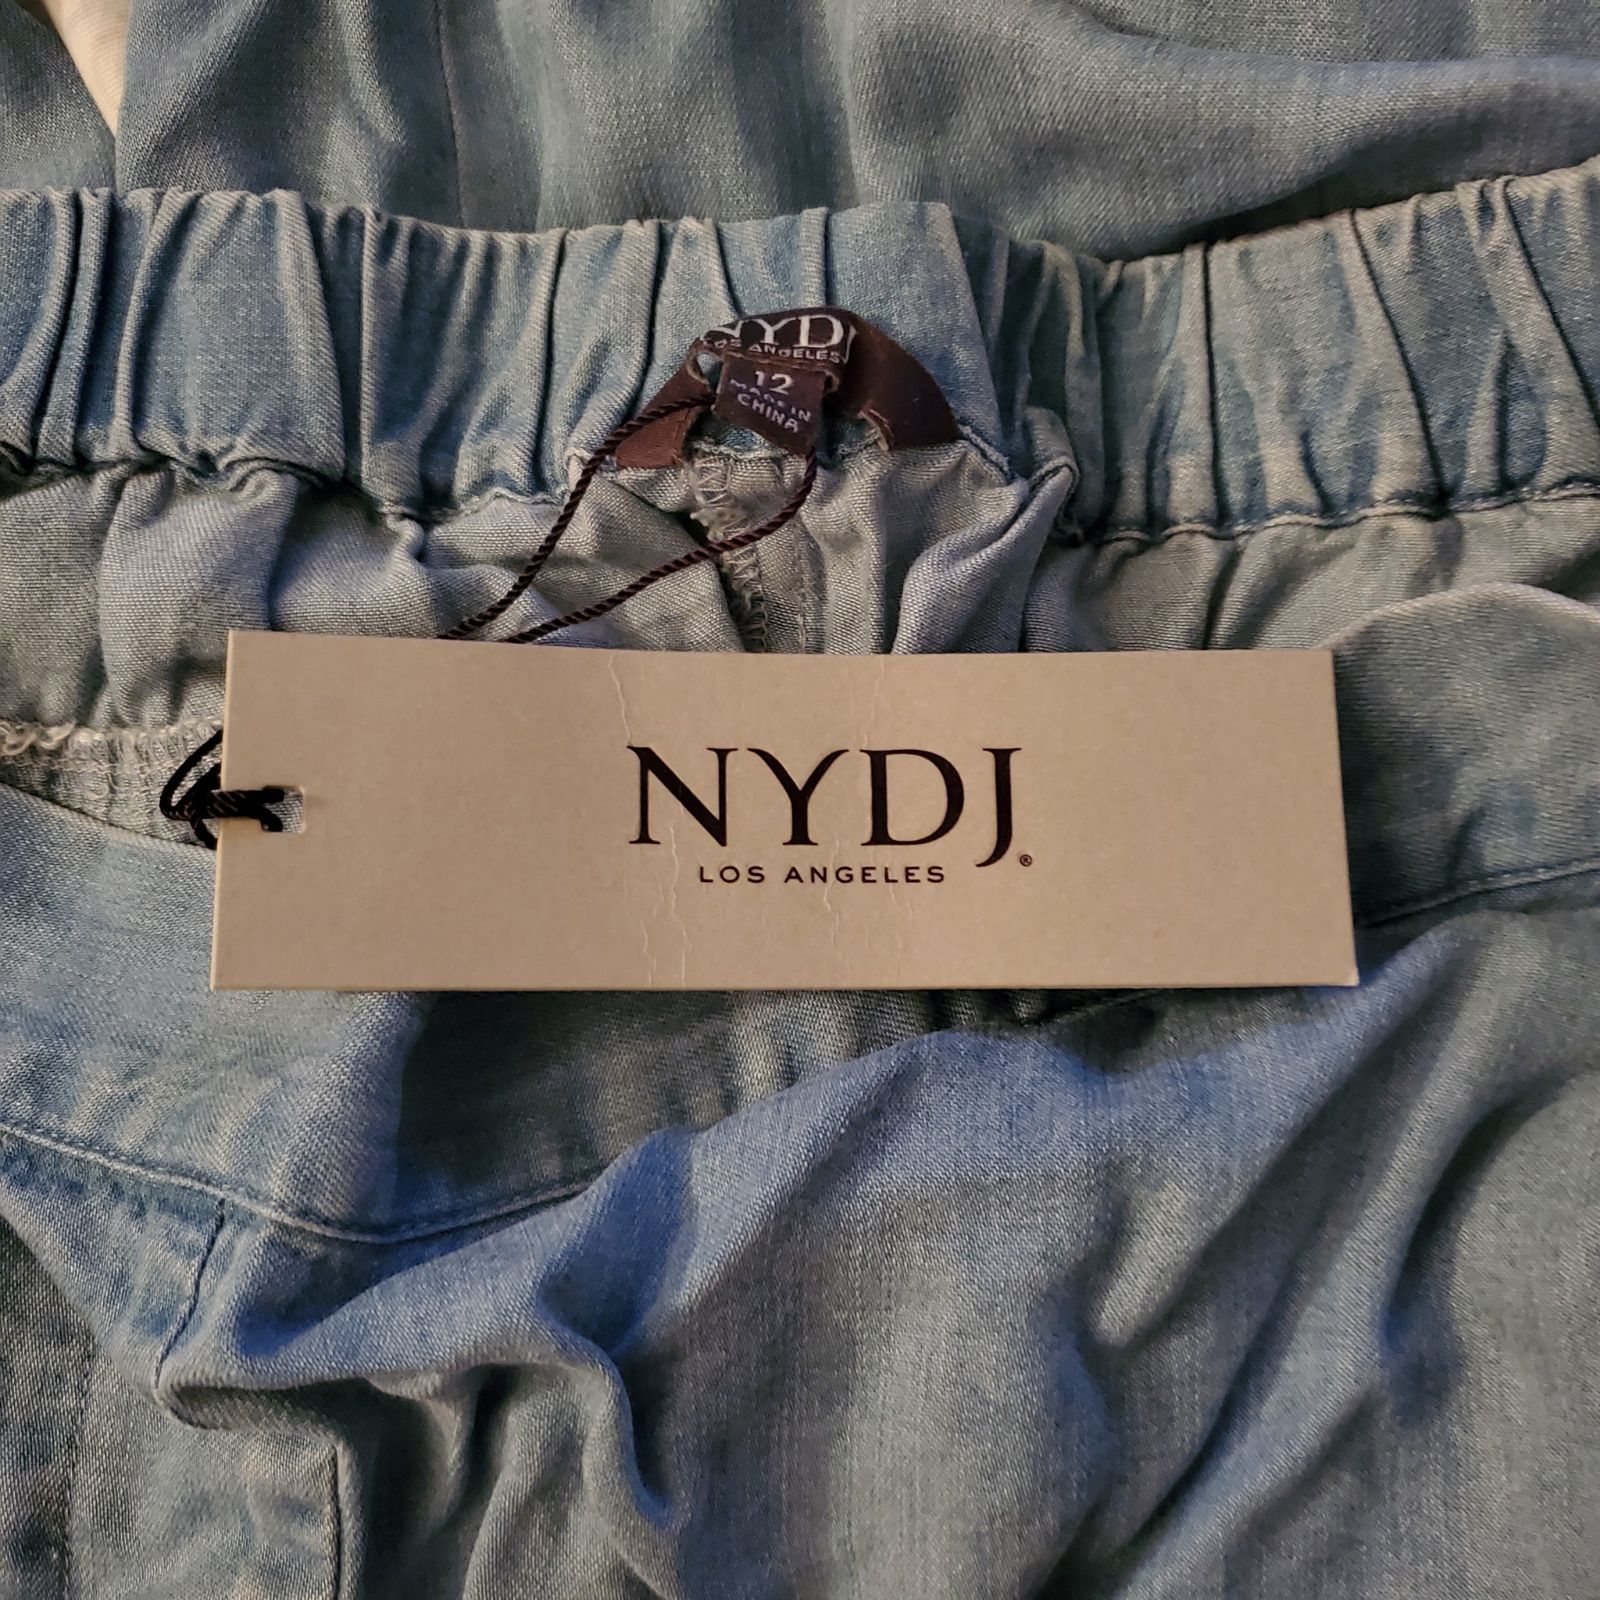 NYDJ
LOS ANGELES
12
MADE IN
CHINA
NYDJ®
LOS ANGELES